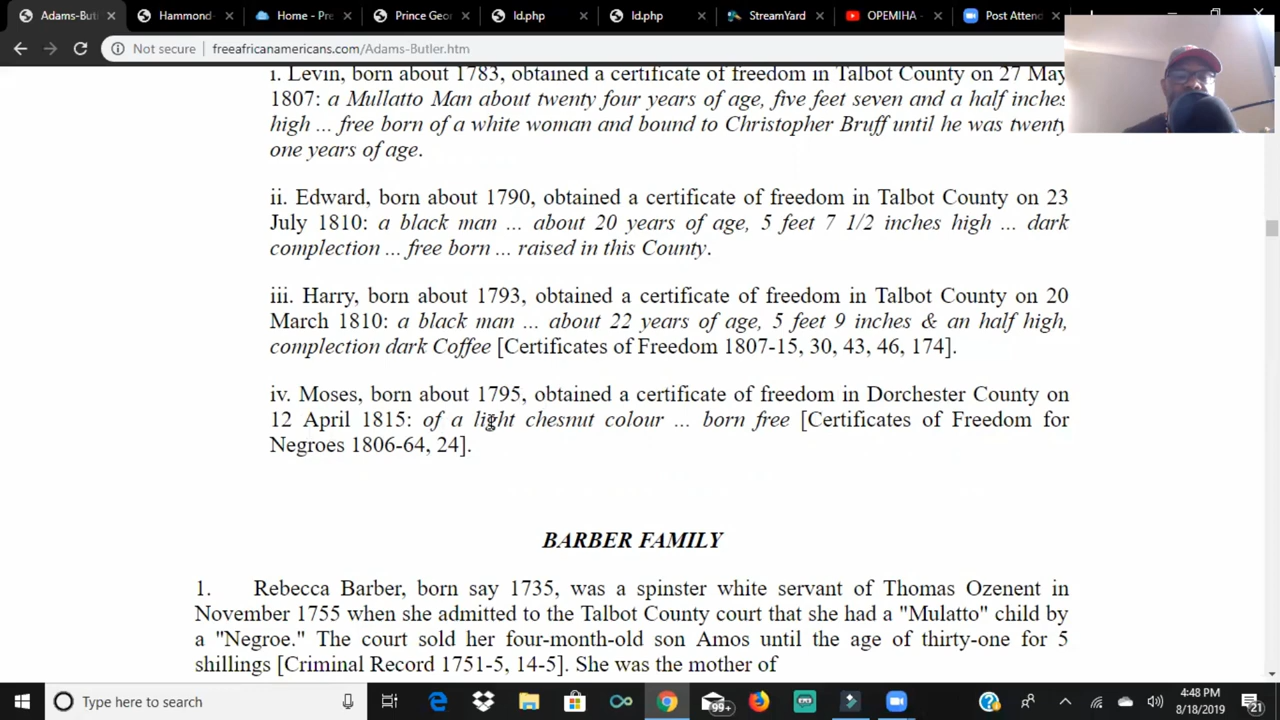 Adams-Butl
Hammond-
Home - Pre
Prince Geor
ld.php
ld.php
StreamYard
OPEMIHA -
Post Attend
Not secure | freeafricanamericans.com/Adams-Butler.htm
i. Levin, born about 1783, obtained a certificate of freedom in Talbot County on 27 May
1807: a Mullatto Man about twenty four years of age, five feet seven and a half inches
high ... free born of a white woman and bound to Christopher Bruff until he was twenty
one years of age.
ii. Edward, born about 1790, obtained a certificate of freedom in Talbot County on 23
July 1810: a black man ... about 20 years of age, 5 feet 7 1/2 inches high ... dark
complection ... free born ... raised in this County.
iii. Harry, born about 1793, obtained a certificate of freedom in Talbot County on 20
March 1810: a black man ... about 22 years of age, 5 feet 9 inches & an half high,
complection dark Coffee [Certificates of Freedom 1807-15, 30, 43, 46, 174].
iv. Moses, born about 1795, obtained a certificate of freedom in Dorchester County on
12 April 1815: of a light chesnut colour ... born free [Certificates of Freedom for
Negroes 1806-64, 24].
BARBER FAMILY
1. Rebecca Barber, born say 1735, was a spinster white servant of Thomas Ozenent in
November 1755 when she admitted to the Talbot County court that she had a "Mulatto" child by
a "Negroe." The court sold her four-month-old son Amos until the age of thirty-one for 5
shillings [Criminal Record 1751-5, 14-5]. She was the mother of
Type here to search
99+
4:48 PM
8/18/2019
21